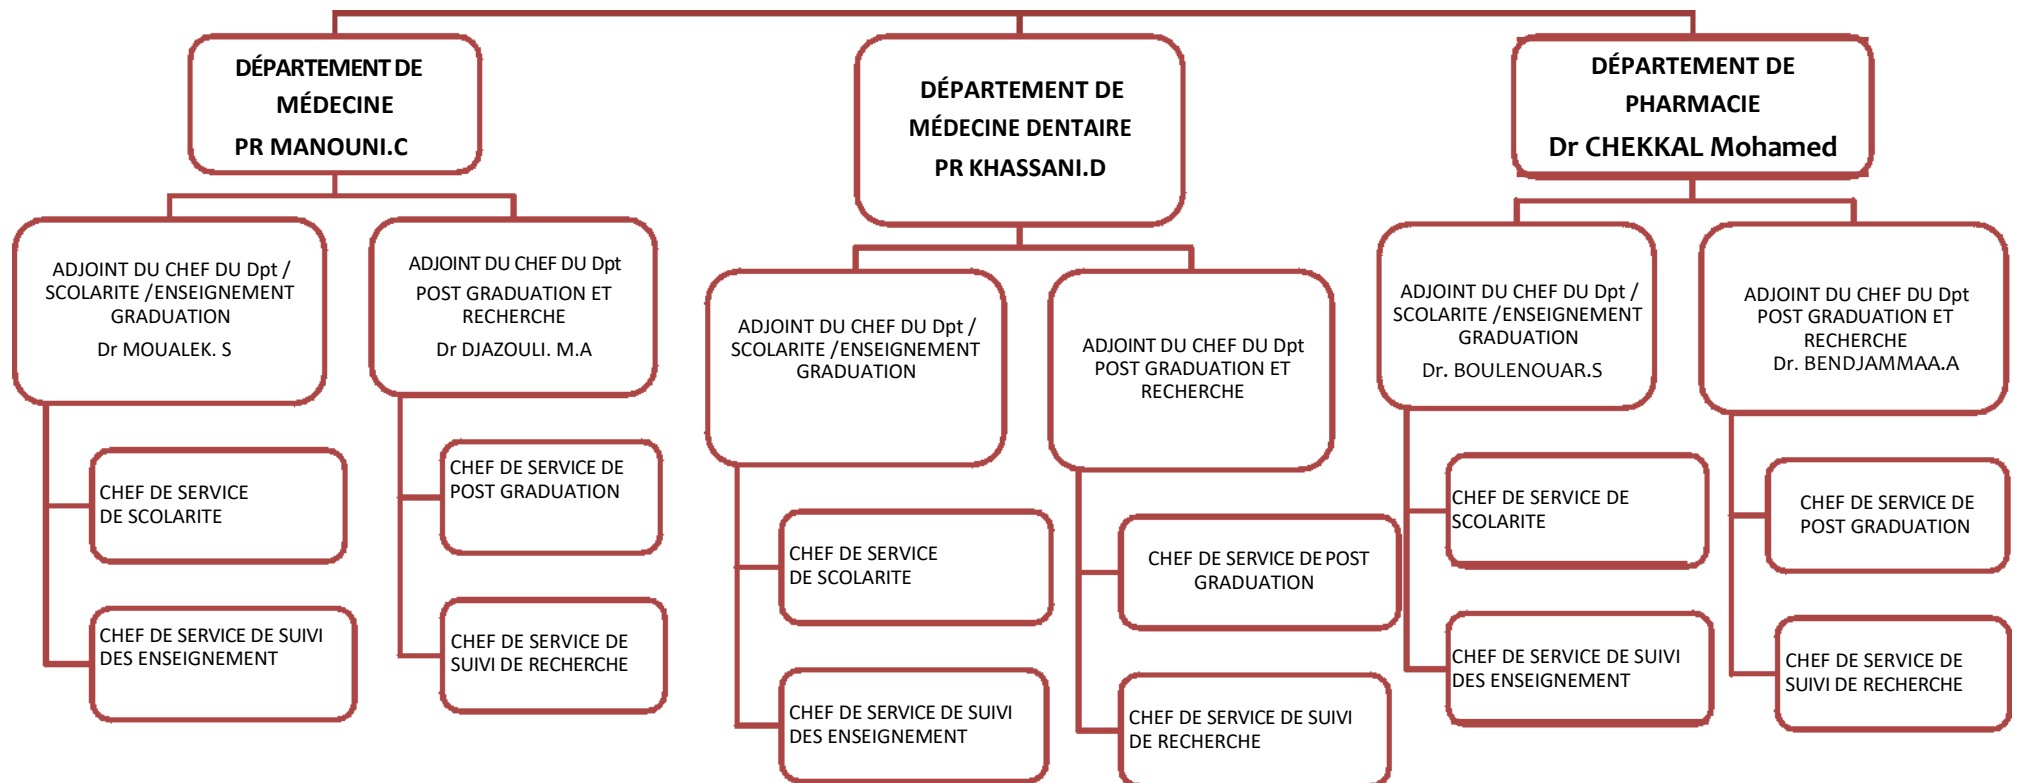 DÉPARTEMENT DE
MÉDECINE
PR MANOUNI.C
DÉPARTEMENT DE
MÉDECINE DENTAIRE
PR KHASSANI.D
DÉPARTEMENT DE
PHARMACIE
Dr CHEKKAL Mohamed
ADJOINT DU CHEF DU Dpt /
SCOLARITE /ENSEIGNEMENT
GRADUATION
Dr MOUALEK. S
ADJOINT DU CHEF DU Dpt
POST GRADUATION ET
RECHERCHE
Dr DJAZOULI. M.A
ADJOINT DU CHEF DU Dpt /
SCOLARITE /ENSEIGNEMENT
GRADUATION
ADJOINT DU CHEF DU Dpt
POST GRADUATION ET
RECHERCHE
ADJOINT DU CHEF DU Dpt /
SCOLARITE /ENSEIGNEMENT
GRADUATION
Dr. BOULENOUAR.S
ADJOINT DU CHEF DU Dpt
POST GRADUATION ET
RECHERCHE
Dr. BENDJAMMAA.A
CHEF DE SERVICE
DE SCOLARITE
CHEF DE SERVICE DE
POST GRADUATION
CHEF DE SERVICE
DE SCOLARITE
CHEF DE SERVICE DE POST
GRADUATION
CHEF DE SERVICE DE
SCOLARITE
CHEF DE SERVICE DE
POST GRADUATION
CHEF DE SERVICE DE SUIVI
DES ENSEIGNEMENT
CHEF DE SERVICE DE
SUIVI DE RECHERCHE
CHEF DE SERVICE DE SUIVI
DES ENSEIGNEMENT
CHEF DE SERVICE DE SUIVI
DE RECHERCHE
CHEF DE SERVICE DE SUIVI
DES ENSEIGNEMENT
CHEF DE SERVICE DE
SUIVI DE RECHERCHE